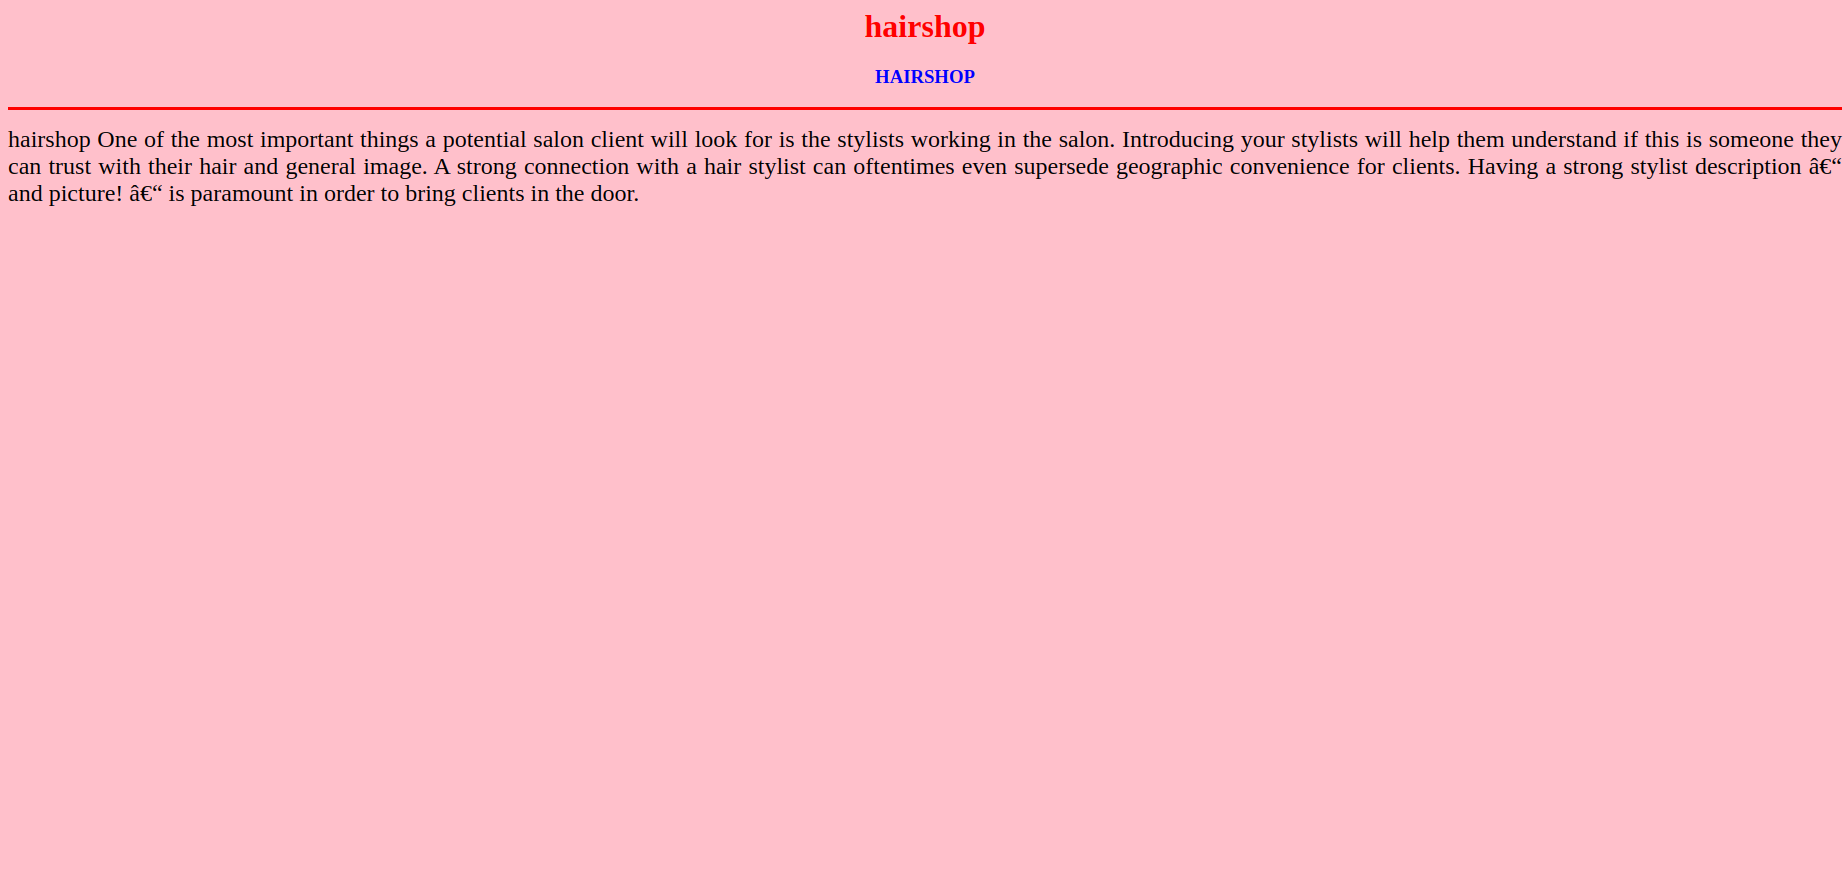 hairshop
HAIRSHOP
hairshop One of the most important things a potential salon client will look for is the stylists working in the salon. Introducing your stylists will help them understand if this is someone they
can trust with their hair and general image. A strong connection with a hair stylist can oftentimes even supersede geographic convenience for clients. Having a strong stylist description â€“
and picture! â€“ is paramount in order to bring clients in the door.